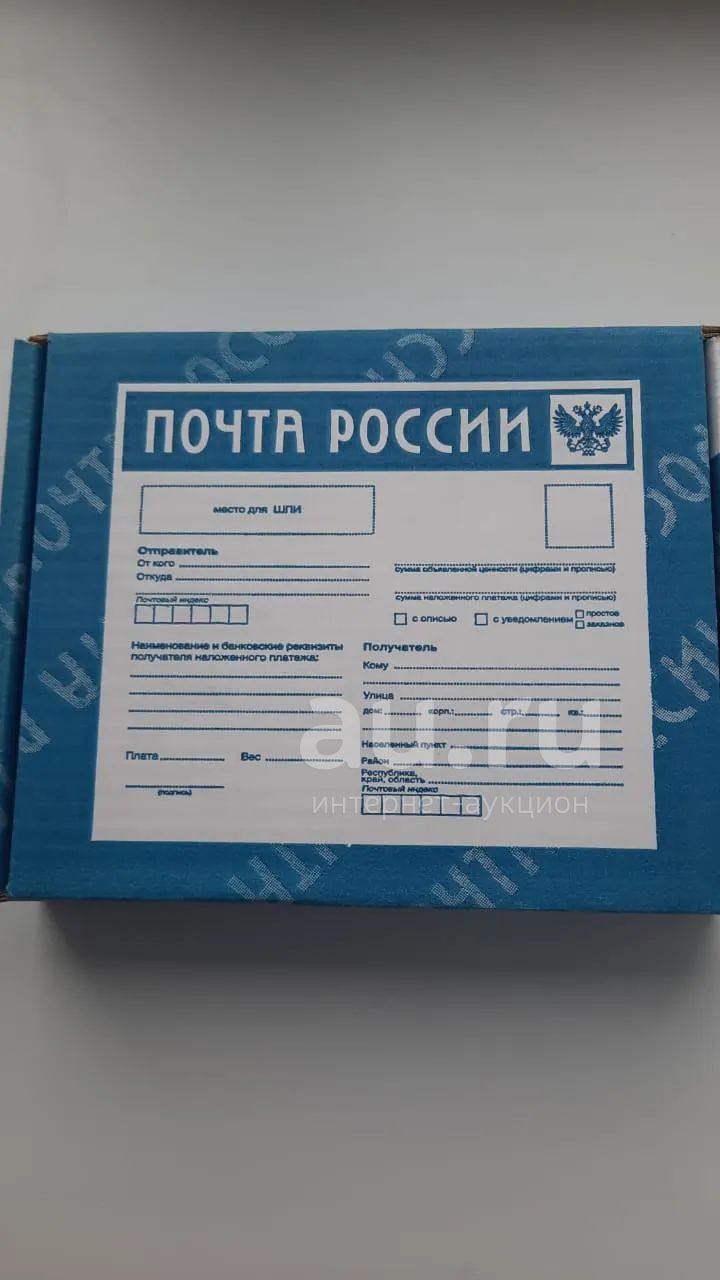 ПОЧТА РОССИИ
место для ШПИ
Отправитель
От кого
Откуда
Почтовый индекс
сумма объявленной ценности (цифрами и прописью)
сумма наложенного платежа (цифрами и прописью)
с описью
с уведомлением
простое
заказное
Наименование и банковские реквизиты
получателя наложенного платежа:
Плата
Вес
(подпись)
Получатель
Кому
Улица
дом: корп.: стр.: кв.:
Населенный пункт
Район
Республика,
край, область
Почтовый индекс
au.ru
интернет-аукцион